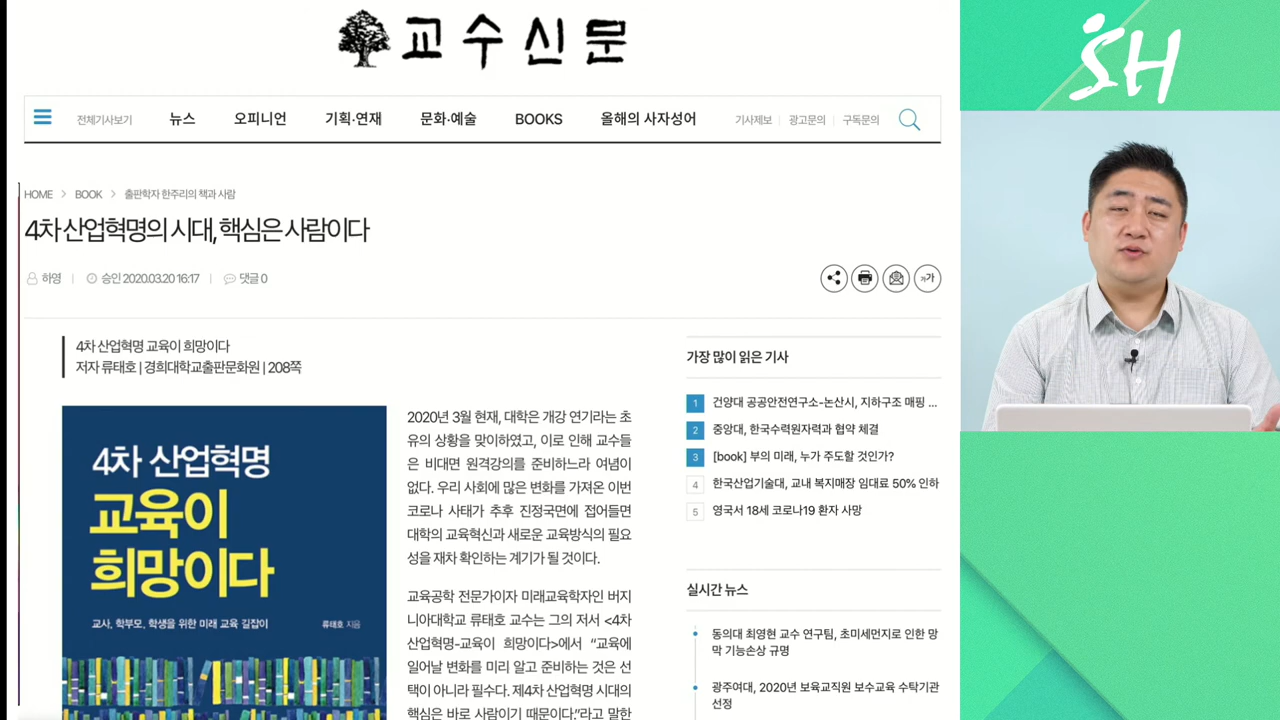 교수신문
SH
전체기사보기 뉴스 오피니언 기획·연재 문화·예술 BOOKS 올해의 사자성어 기사제보 광고문의 구독문의
HOME > BOOK > 출판학자 한주리의 책과 사람
4차 산업혁명의 시대, 핵심은 사람이다
하영 | 승인 2020.03.20 16:17 | 댓글 0
가가
4차 산업혁명 교육이 희망이다
저자 류태호 | 경희대학교출판문화원 | 208쪽
4차 산업혁명
교육이
희망이다
교사, 학부모, 학생을 위한 미래 교육 길잡이
류태호 지음
2020년 3월 현재, 대학은 개강 연기라는 초
유의 상황을 맞이하였고, 이로 인해 교수들
은 비대면 원격강의를 준비하느라 여념이
없다. 우리 사회에 많은 변화를 가져온 이번
코로나 사태가 추후 진정국면에 접어들면
대학의 교육혁신과 새로운 교육방식의 필요
성을 재차 확인하는 계기가 될 것이다.
교육공학 전문가이자 미래교육학자인 버지
니아대학교 류태호 교수는 그의 저서 <4차
산업혁명-교육이 희망이다>에서 “교육에
일어날 변화를 미리 알고 준비하는 것은 선
택이 아니라 필수다. 제4차 산업혁명 시대의
핵심은 바로 사람이기 때문이다.”라고 말한
가장 많이 읽은 기사
1 건양대 공공안전연구소-논산시, 지하구조 매핑 ...
2 중앙대, 한국수력원자력과 협약 체결
3 [book] 부의 미래, 누가 주도할 것인가?
4 한국산업기술대, 교내 복지매장 임대료 50% 인하
5 영국서 18세 코로나19 환자 사망
실시간 뉴스
동의대 최영현 교수 연구팀, 초미세먼지로 인한 망
막 기능손상 규명
광주여대, 2020년 보육교직원 보수교육 수탁기관
선정